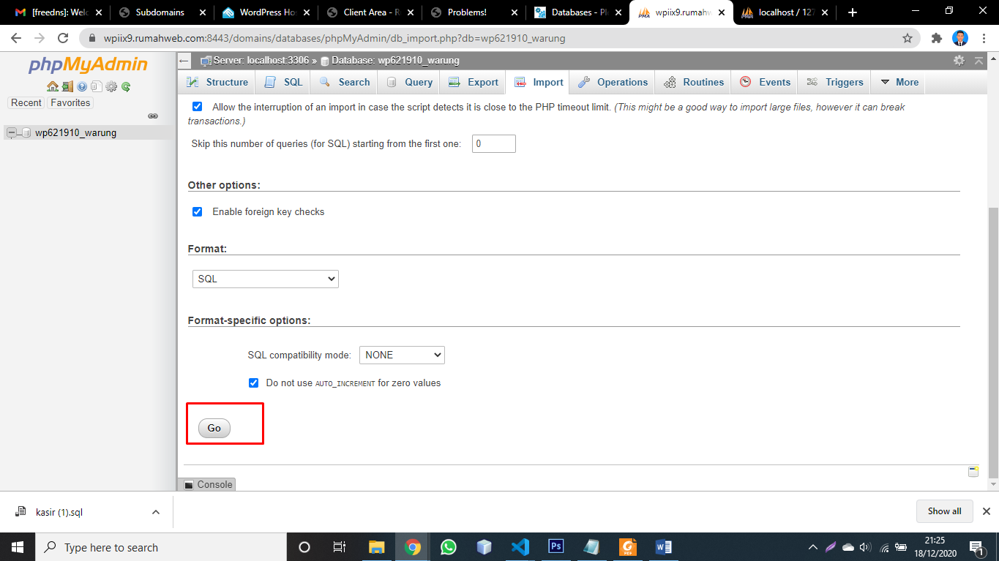 [freedns]: Welc
Subdomains
WordPress Hos
Client Area - R
Problems!
Databases - Ple
wpiix9.rumahw
localhost / 127
wpiix9.rumahweb.com:8443/domains/databases/phpMyAdmin/db_import.php?db=wp621910_warung
phpMyAdmin
Recent Favorites
wp621910_warung
Server: localhost:3306 » Database: wp621910_warung
Structure SQL Search Query Export Import Operations Routines Events Triggers More
Allow the interruption of an import in case the script detects it is close to the PHP timeout limit. (This might be a good way to import large files, however it can break
transactions.)
Skip this number of queries (for SQL) starting from the first one: 0
Other options:
Enable foreign key checks
Format:
SQL
Format-specific options:
SQL compatibility mode: NONE
Do not use AUTO_INCREMENT for zero values
Go
Console
kasir (1).sql
Show all
Type here to search
Ps
PDF
21:25
18/12/2020
1